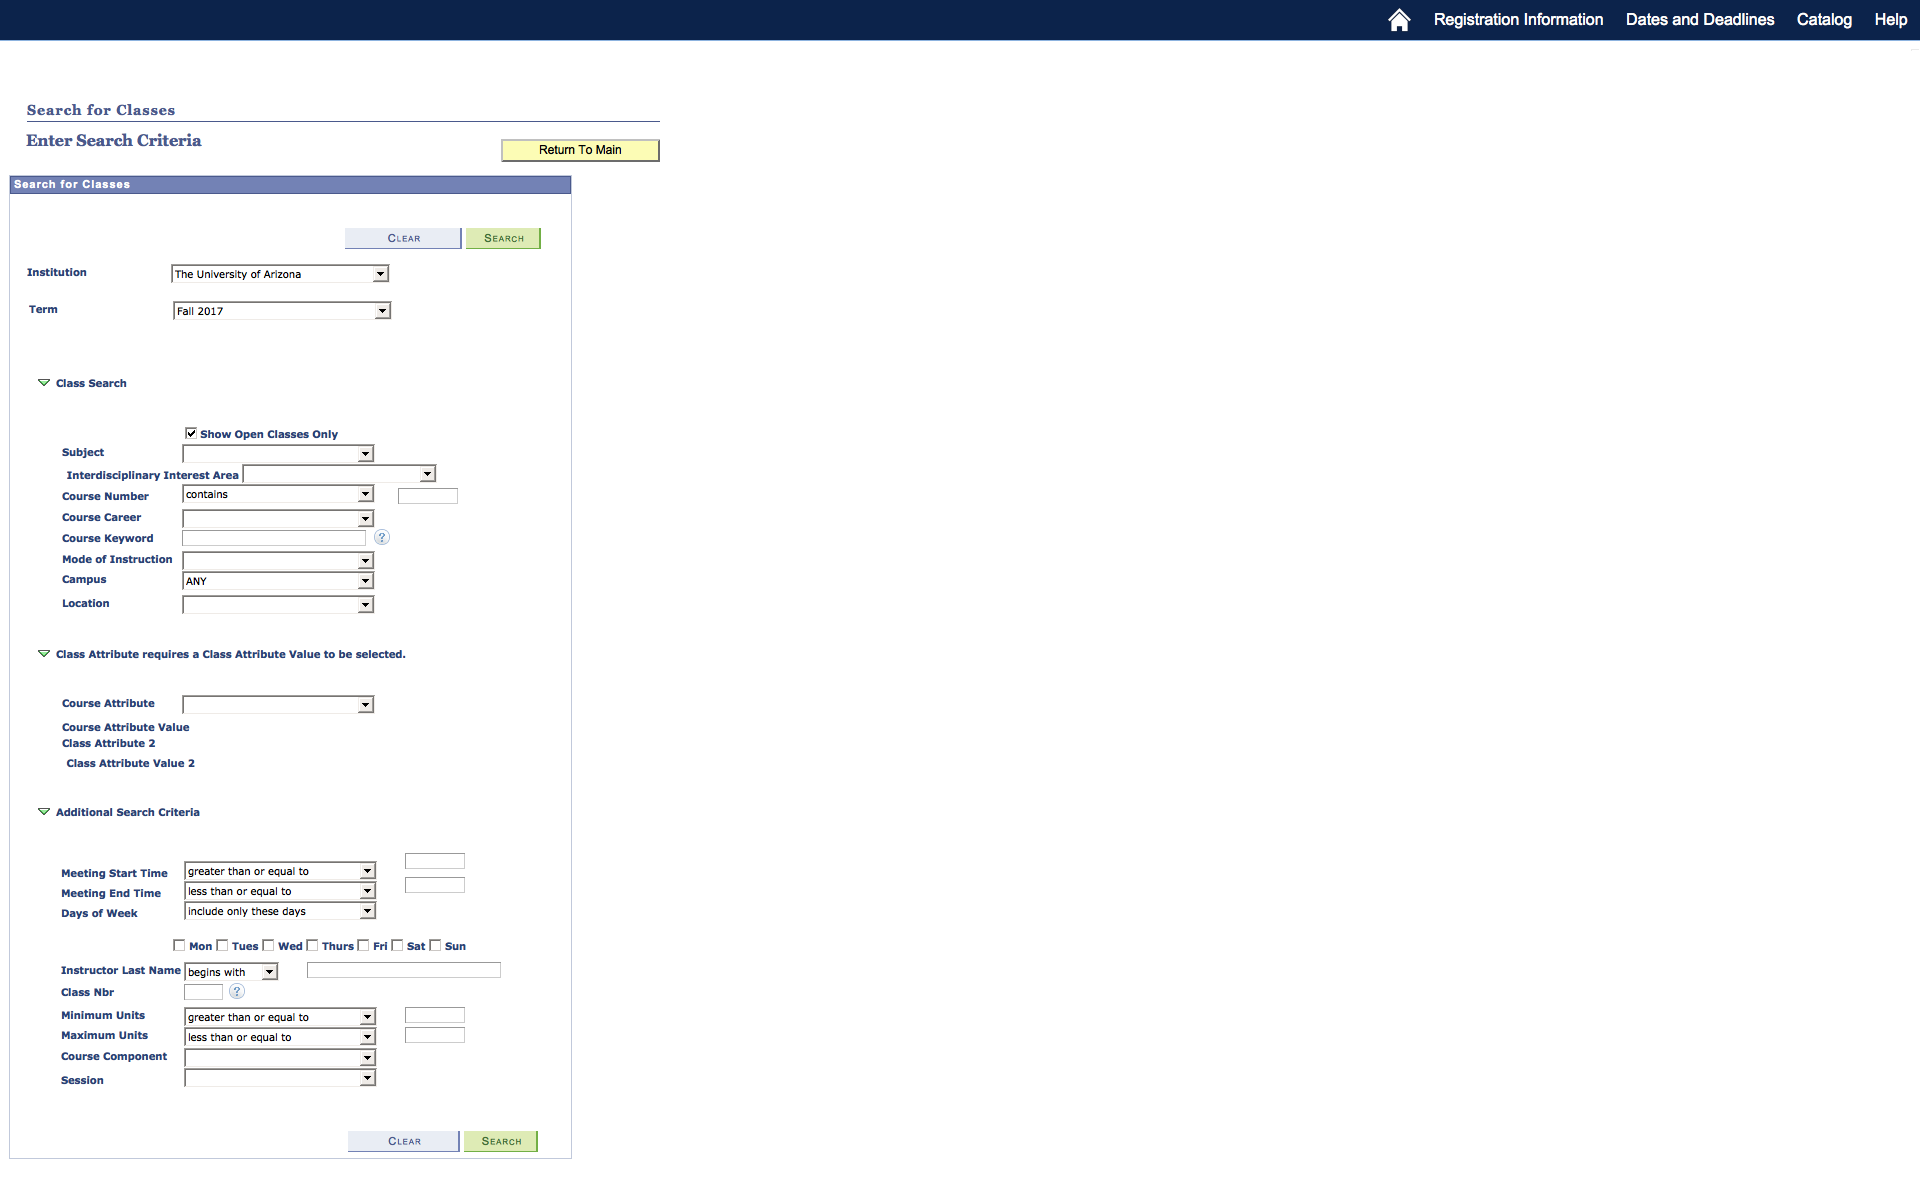 Registration Information Dates and Deadlines Catalog Help
Search for Classes
Enter Search Criteria
Return To Main
Search for Classes
CLEAR SEARCH
Institution The University of Arizona
Term Fall 2017
Class Search
Show Open Classes Only
Subject
Interdisciplinary Interest Area
Course Number contains
Course Career
Course Keyword ?
Mode of Instruction
Campus ANY
Location
Class Attribute requires a Class Attribute Value to be selected.
Course Attribute
Course Attribute Value
Class Attribute 2
Class Attribute Value 2
Additional Search Criteria
Meeting Start Time greater than or equal to
Meeting End Time less than or equal to
Days of Week include only these days
Mon Tues Wed Thurs Fri Sat Sun
Instructor Last Name begins with
Class Nbr ?
Minimum Units greater than or equal to
Maximum Units less than or equal to
Course Component
Session
CLEAR SEARCH